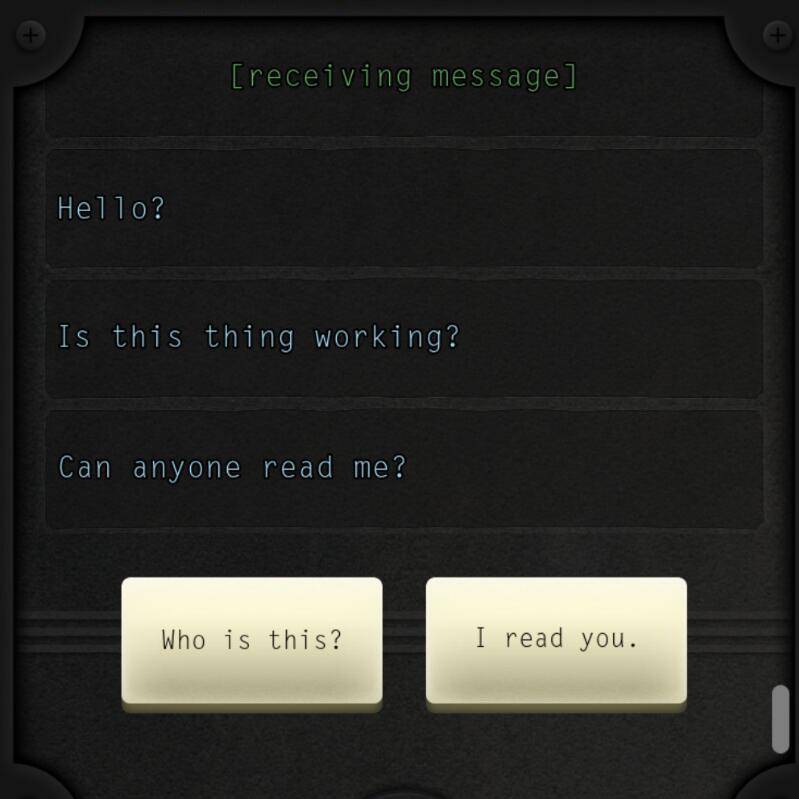 [receiving message]
Hello?
Is this thing working?
Can anyone read me?
Who is this?
I read you.